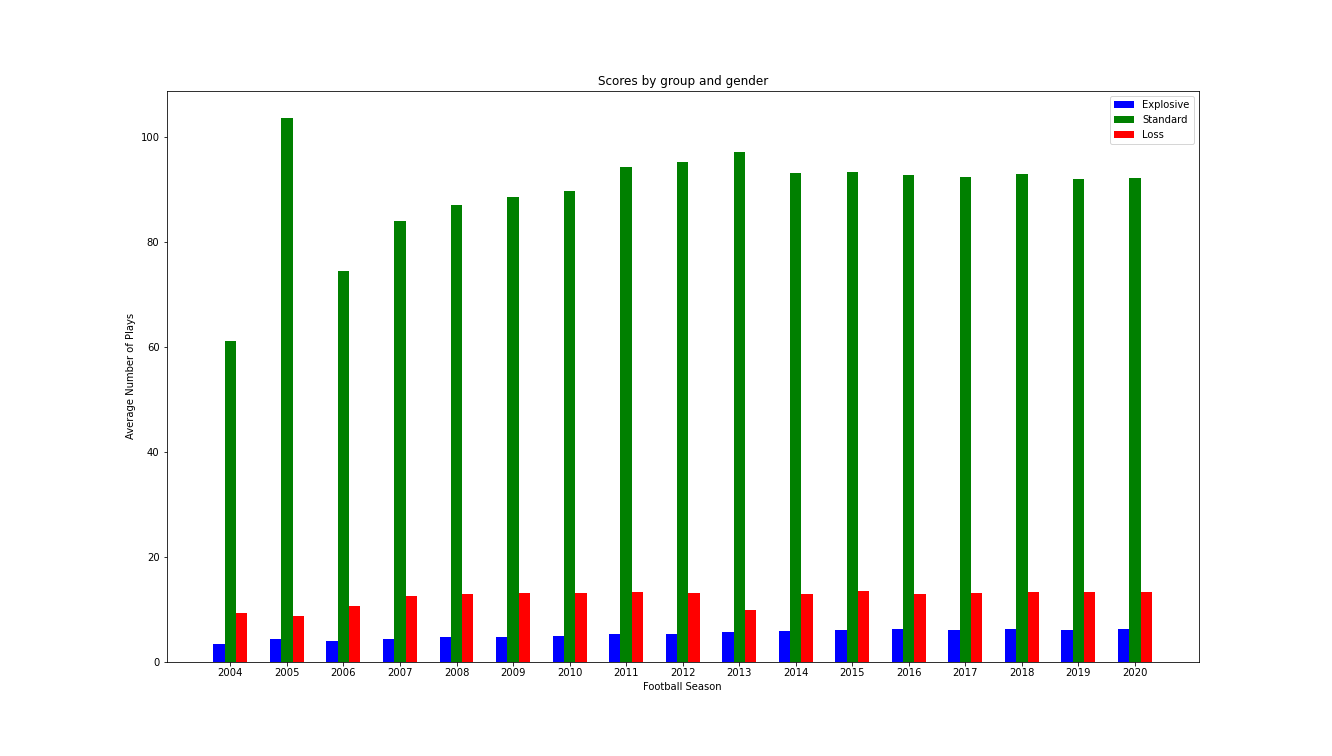 Scores by group and gender
Explosive
Standard
Loss
100
80
60
40
20
0
Average Number of Plays
2004 2005 2006 2007 2008 2009 2010 2011 2012 2013 2014 2015 2016 2017 2018 2019 2020
Football Season